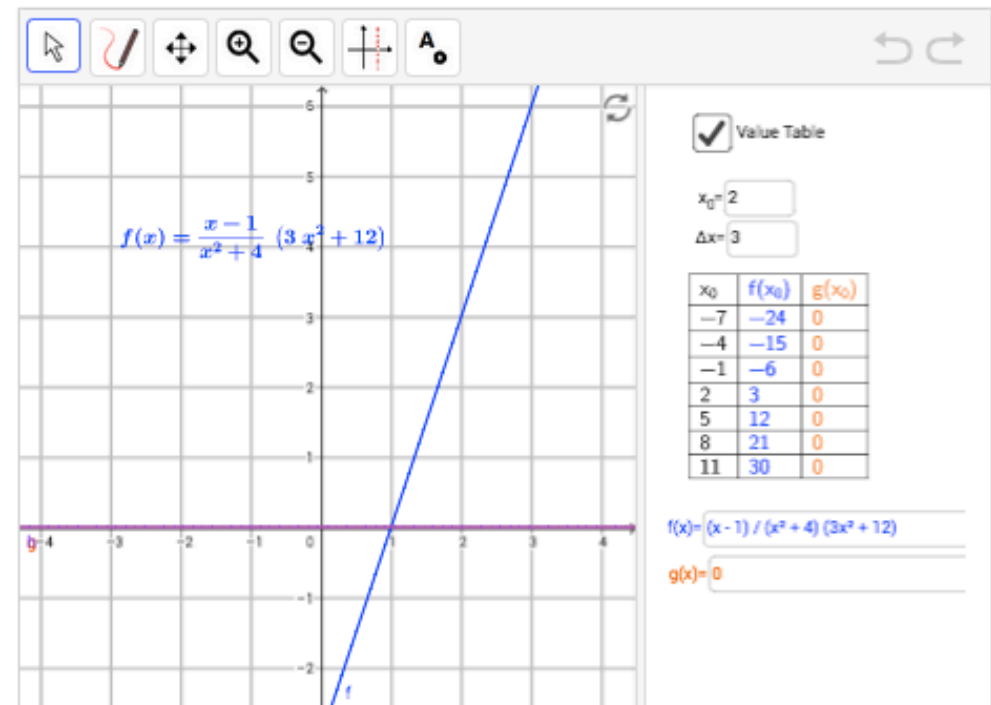 A
Value Table
x₀= 2
Δx= 3
x₀ f(x₀) g(x₀)
−7 −24 0
−4 −15 0
−1 −6 0
2 3 0
5 12 0
8 21 0
11 30 0
f(x)= (x - 1) / (x² + 4) (3x² + 12)
g(x)= 0
6
5
f(x) = x − 1 / x² + 4 (3 x² + 12)
4
3
2
1
g −4 −3 −2 −1 0 1 2 3 4
−1
−2
f